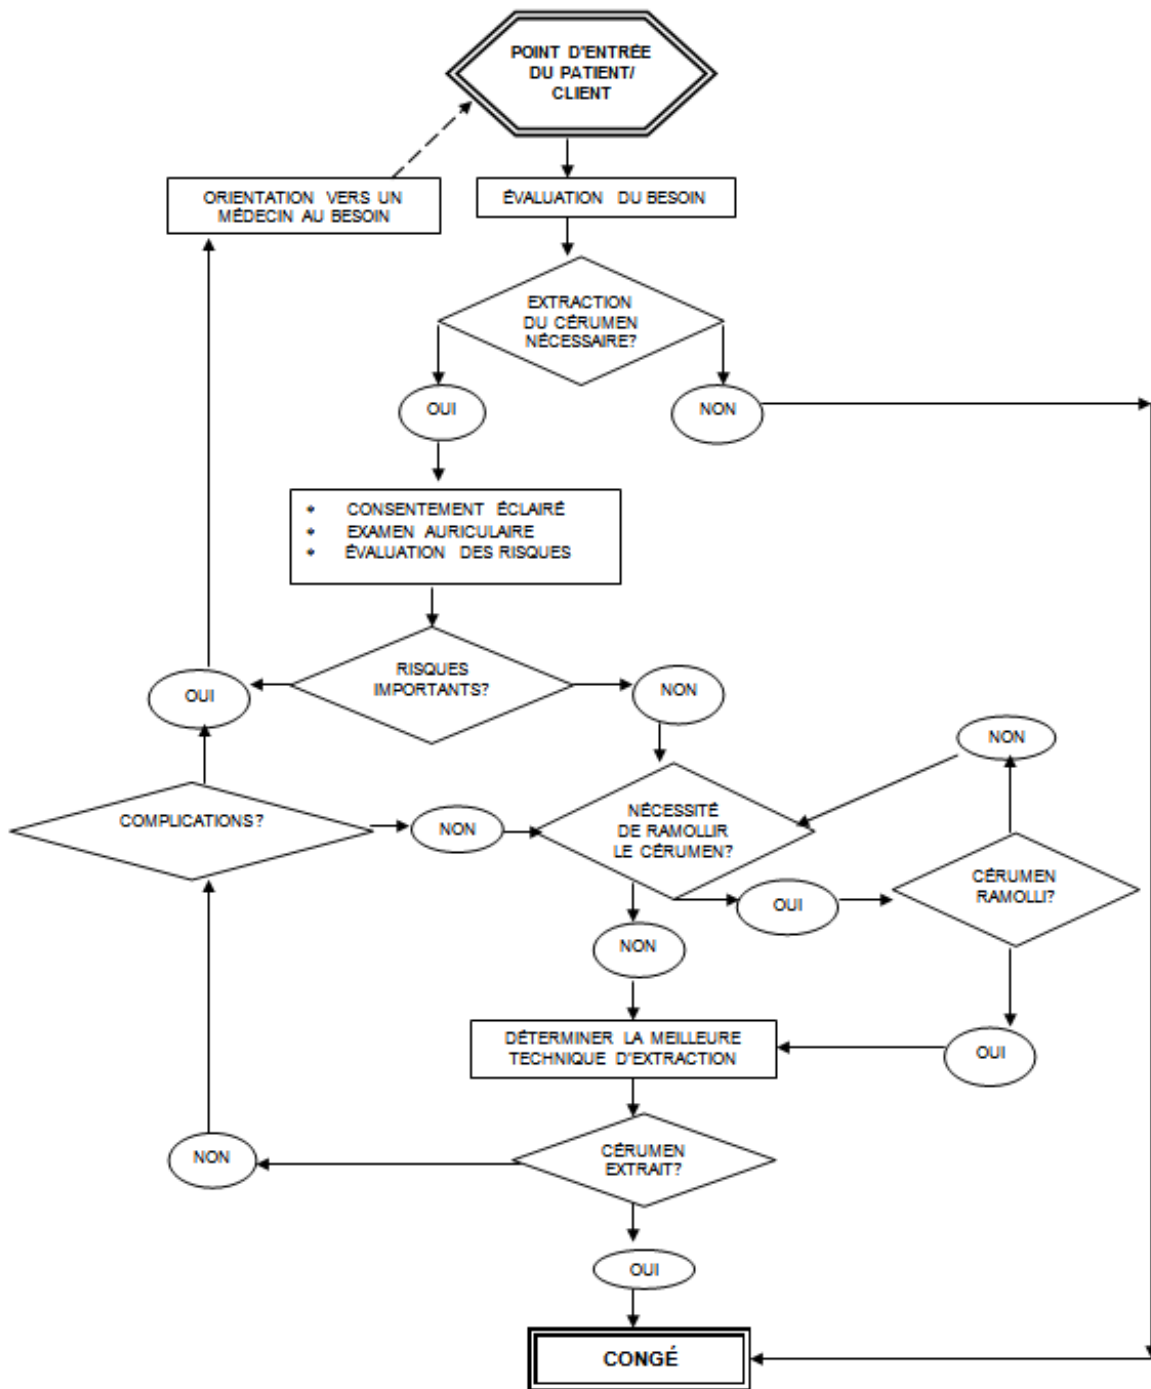 POINT D'ENTRÉE
DU PATIENT/
CLIENT
ORIENTATION VERS UN
MÉDECIN AU BESOIN
ÉVALUATION DU BESOIN
EXTRACTION
DU CÉRUMEN
NÉCESSAIRE?
OUI
NON
• CONSENTEMENT ÉCLAIRÉ
• EXAMEN AURICULAIRE
• ÉVALUATION DES RISQUES
RISQUES
IMPORTANTS?
OUI
NON
NON
COMPLICATIONS?
NON
NÉCESSITÉ
DE RAMOLLIR
LE CÉRUMEN?
CÉRUMEN
RAMOLLI?
OUI
NON
DÉTERMINER LA MEILLEURE
TECHNIQUE D'EXTRACTION
OUI
NON
CÉRUMEN
EXTRAIT?
OUI
CONGÉ